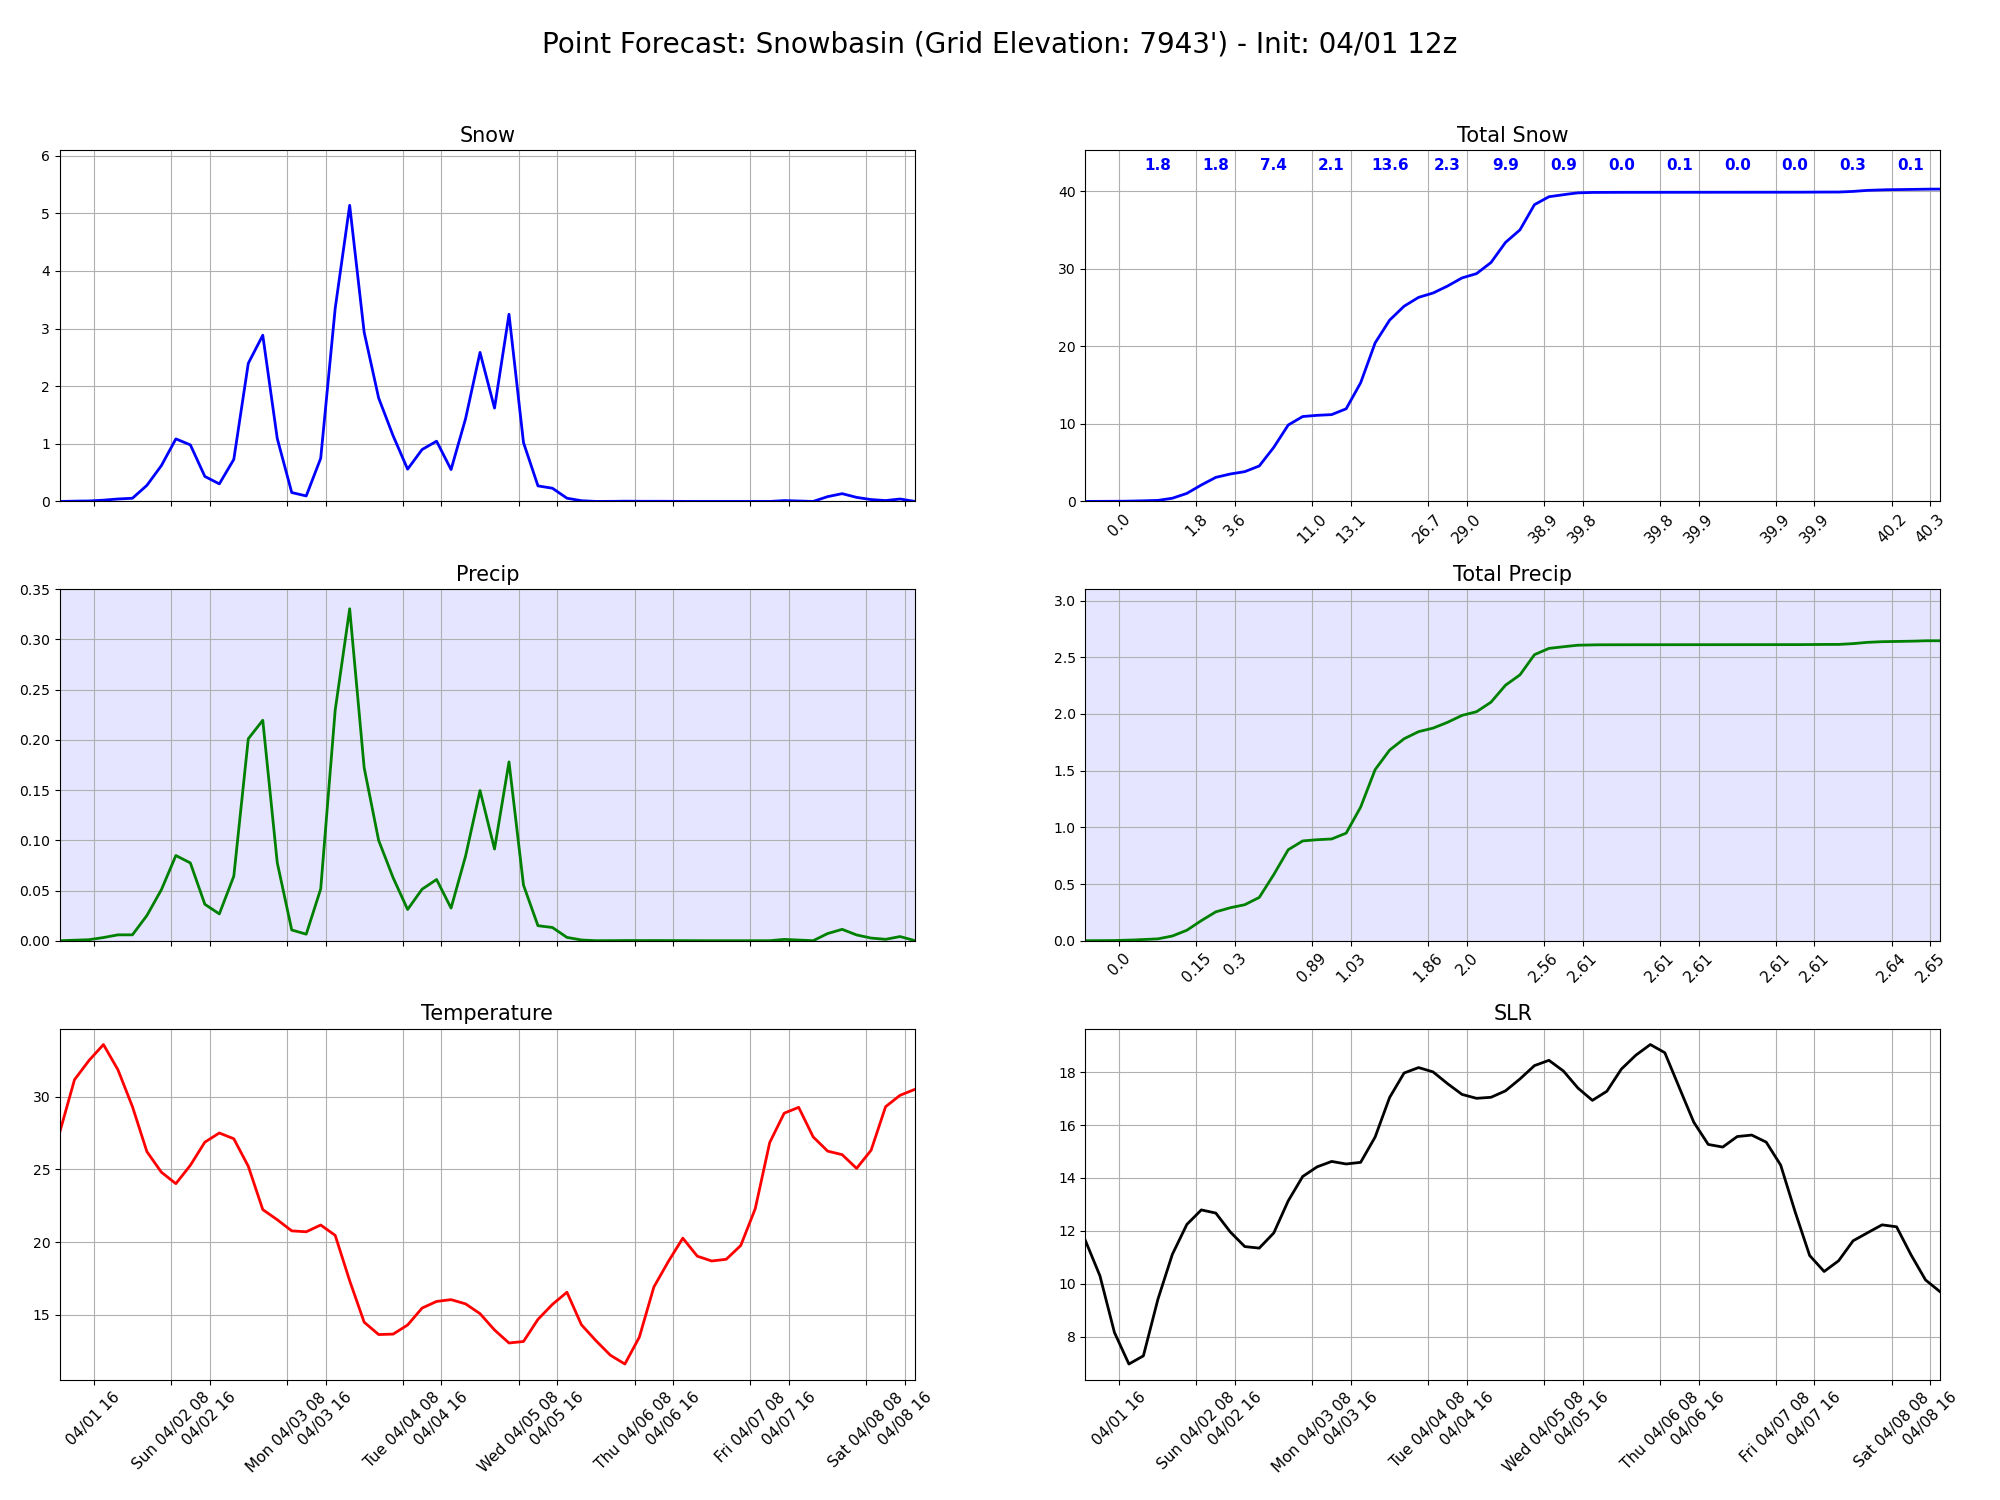 Point Forecast: Snowbasin (Grid Elevation: 7943') - Init: 04/01 12z
Snow
6
5
4
3
2
1
0
Total Snow
1.8 1.8 7.4 2.1 13.6 2.3 9.9 0.9 0.0 0.1 0.0 0.0 0.3 0.1
40
30
20
10
0
0.0 1.8 3.6 11.0 13.1 26.7 29.0 38.9 39.8 39.8 39.9 39.9 39.9 40.2 40.3
Precip
0.35
0.30
0.25
0.20
0.15
0.10
0.05
0.00
Total Precip
3.0
2.5
2.0
1.5
1.0
0.5
0.0
0.0 0.15 0.3 0.89 1.03 1.86 2.0 2.56 2.61 2.61 2.61 2.61 2.61 2.64 2.65
Temperature
30
25
20
15
04/01 16
Sun 04/02 08
04/02 16
Mon 04/03 08
04/03 16
Tue 04/04 08
04/04 16
Wed 04/05 08
04/05 16
Thu 04/06 08
04/06 16
Fri 04/07 08
04/07 16
Sat 04/08 08
04/08 16
SLR
18
16
14
12
10
8
04/01 16
Sun 04/02 08
04/02 16
Mon 04/03 08
04/03 16
Tue 04/04 08
04/04 16
Wed 04/05 08
04/05 16
Thu 04/06 08
04/06 16
Fri 04/07 08
04/07 16
Sat 04/08 08
04/08 16